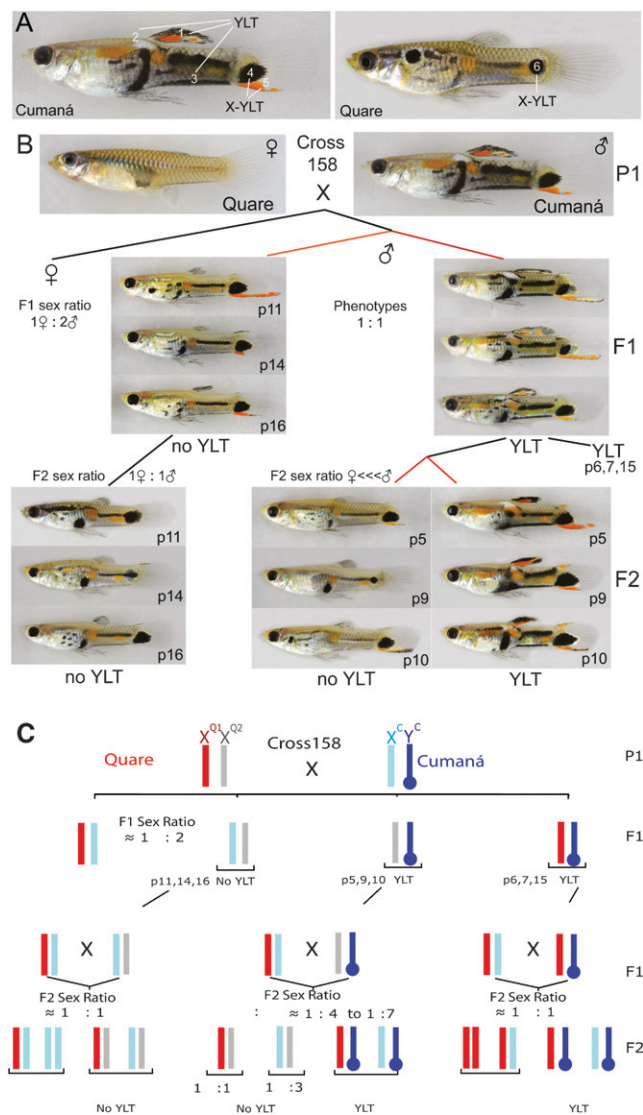 A
YLT
2
1
3
4
5
X-YLT
Cumaná
6
X-YLT
Quare
B
♀
Cross
158
X
♂
P1
Quare
Cumaná
♀
♂
F1 sex ratio
1♀ : 2♂
Phenotypes
1 : 1
p11
p14
p16
no YLT
F1
YLT
YLT
p6,7,15
F2 sex ratio 1♀ : 1♂
F2 sex ratio ♀<<<♂
p11
p14
p16
no YLT
p5
p9
p10
no YLT
p5
p9
p10
YLT
F2
C
X Q1 X Q2
X C Y C
Quare
Cross158
X
Cumaná
P1
F1 Sex Ratio
≈ 1 : 2
F1
p11,14,16 No YLT
p5,9,10 YLT
p6,7,15 YLT
X
X
X
F1
F2 Sex Ratio
≈ 1 : 1
F2 Sex Ratio
: ≈ 1 : 4 to 1 :7
F2 Sex Ratio
≈ 1 : 1
F2
1 :1
1 :3
No YLT
No YLT
YLT
YLT